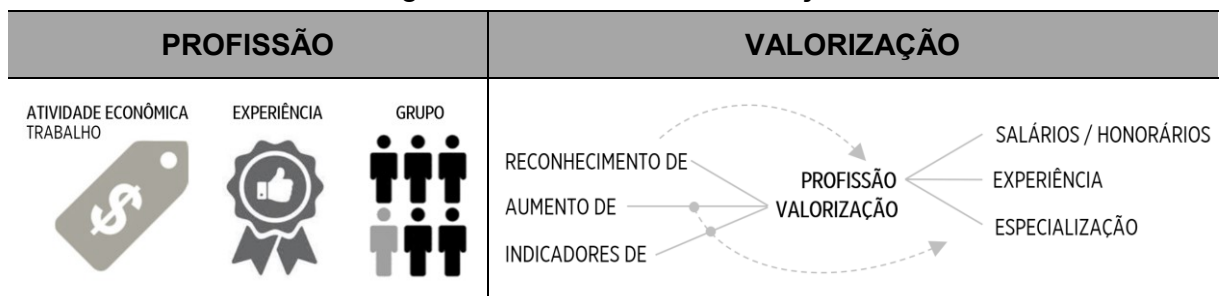 PROFISSÃO
VALORIZAÇÃO
ATIVIDADE ECONÔMICA
TRABALHO
EXPERIÊNCIA
GRUPO
$
RECONHECIMENTO DE
AUMENTO DE
INDICADORES DE
PROFISSÃO
VALORIZAÇÃO
SALÁRIOS / HONORÁRIOS
EXPERIÊNCIA
ESPECIALIZAÇÃO